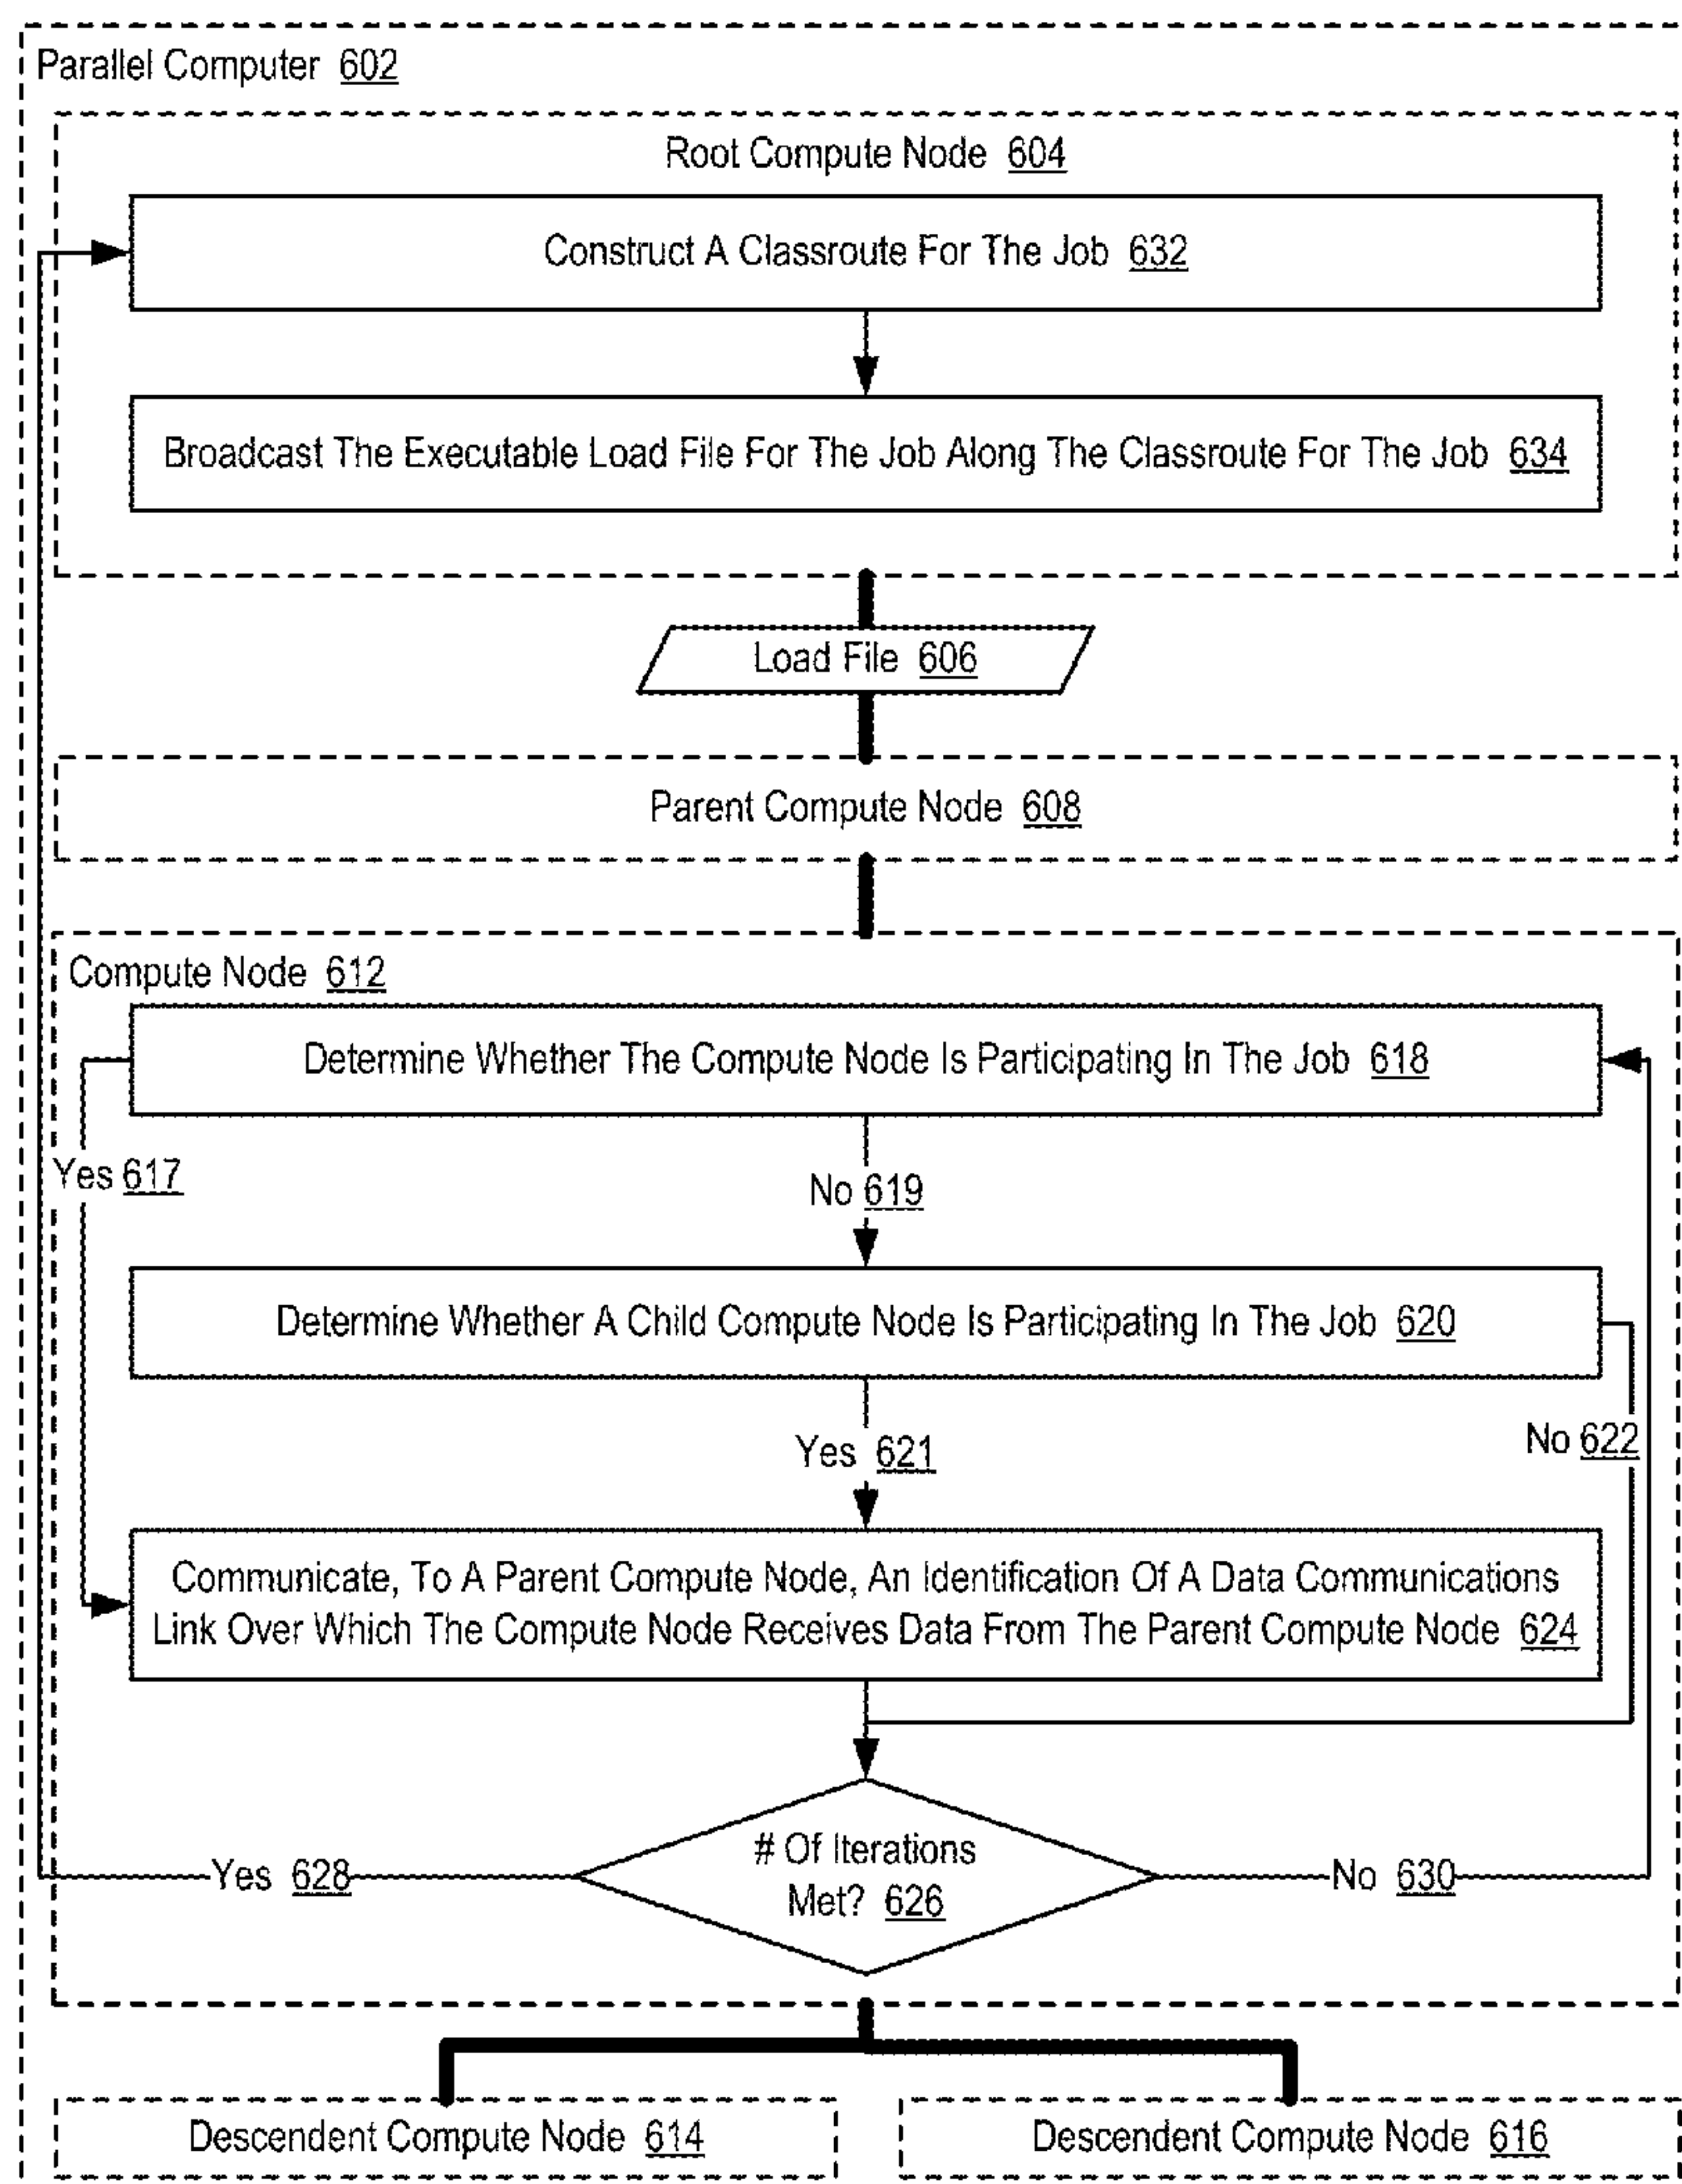 Parallel Computer 602
Root Compute Node 604
Construct A Classroute For The Job 632
Broadcast The Executable Load File For The Job Along The Classroute For The Job 634
Load File 606
Parent Compute Node 608
Compute Node 612
Determine Whether The Compute Node Is Participating In The Job 618
Yes 617
No 619
Determine Whether A Child Compute Node Is Participating In The Job 620
No 622
Yes 621
Communicate, To A Parent Compute Node, An Identification Of A Data Communications
Link Over Which The Compute Node Receives Data From The Parent Compute Node 624
# Of Iterations
Met? 626
Yes 628
No 630
Descendent Compute Node 614
Descendent Compute Node 616